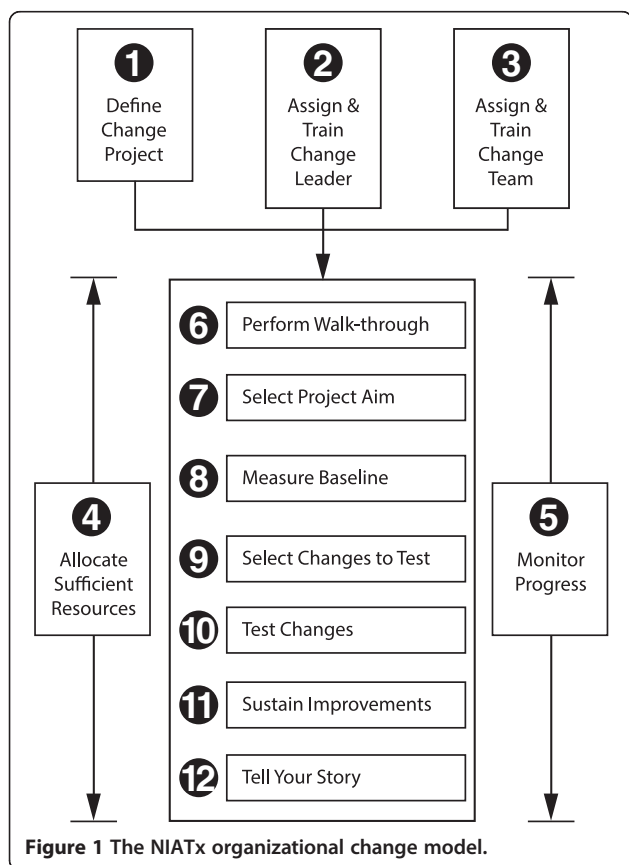 1
Define
Change
Project
2
Assign &
Train
Change
Leader
3
Assign &
Train
Change
Team
4
Allocate
Sufficient
Resources
6
Perform Walk-through
7
Select Project Aim
8
Measure Baseline
9
Select Changes to Test
10
Test Changes
11
Sustain Improvements
12
Tell Your Story
5
Monitor
Progress
Figure 1 The NIATx organizational change model.